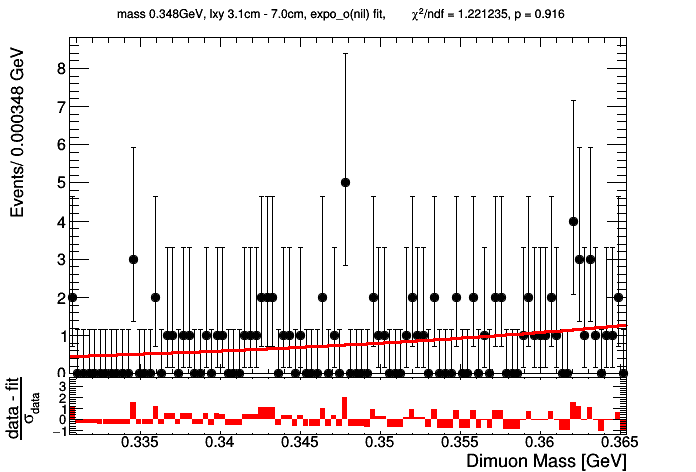 mass 0.348GeV, lxy 3.1cm - 7.0cm, expo_o(nil) fit, χ²/ndf = 1.221235, p = 0.916
Events/ 0.000348 GeV
8
7
6
5
4
3
2
1
0
data - fit
σdata
3
2
1
0
−1
0.335 0.34 0.345 0.35 0.355 0.36 0.365
Dimuon Mass [GeV]